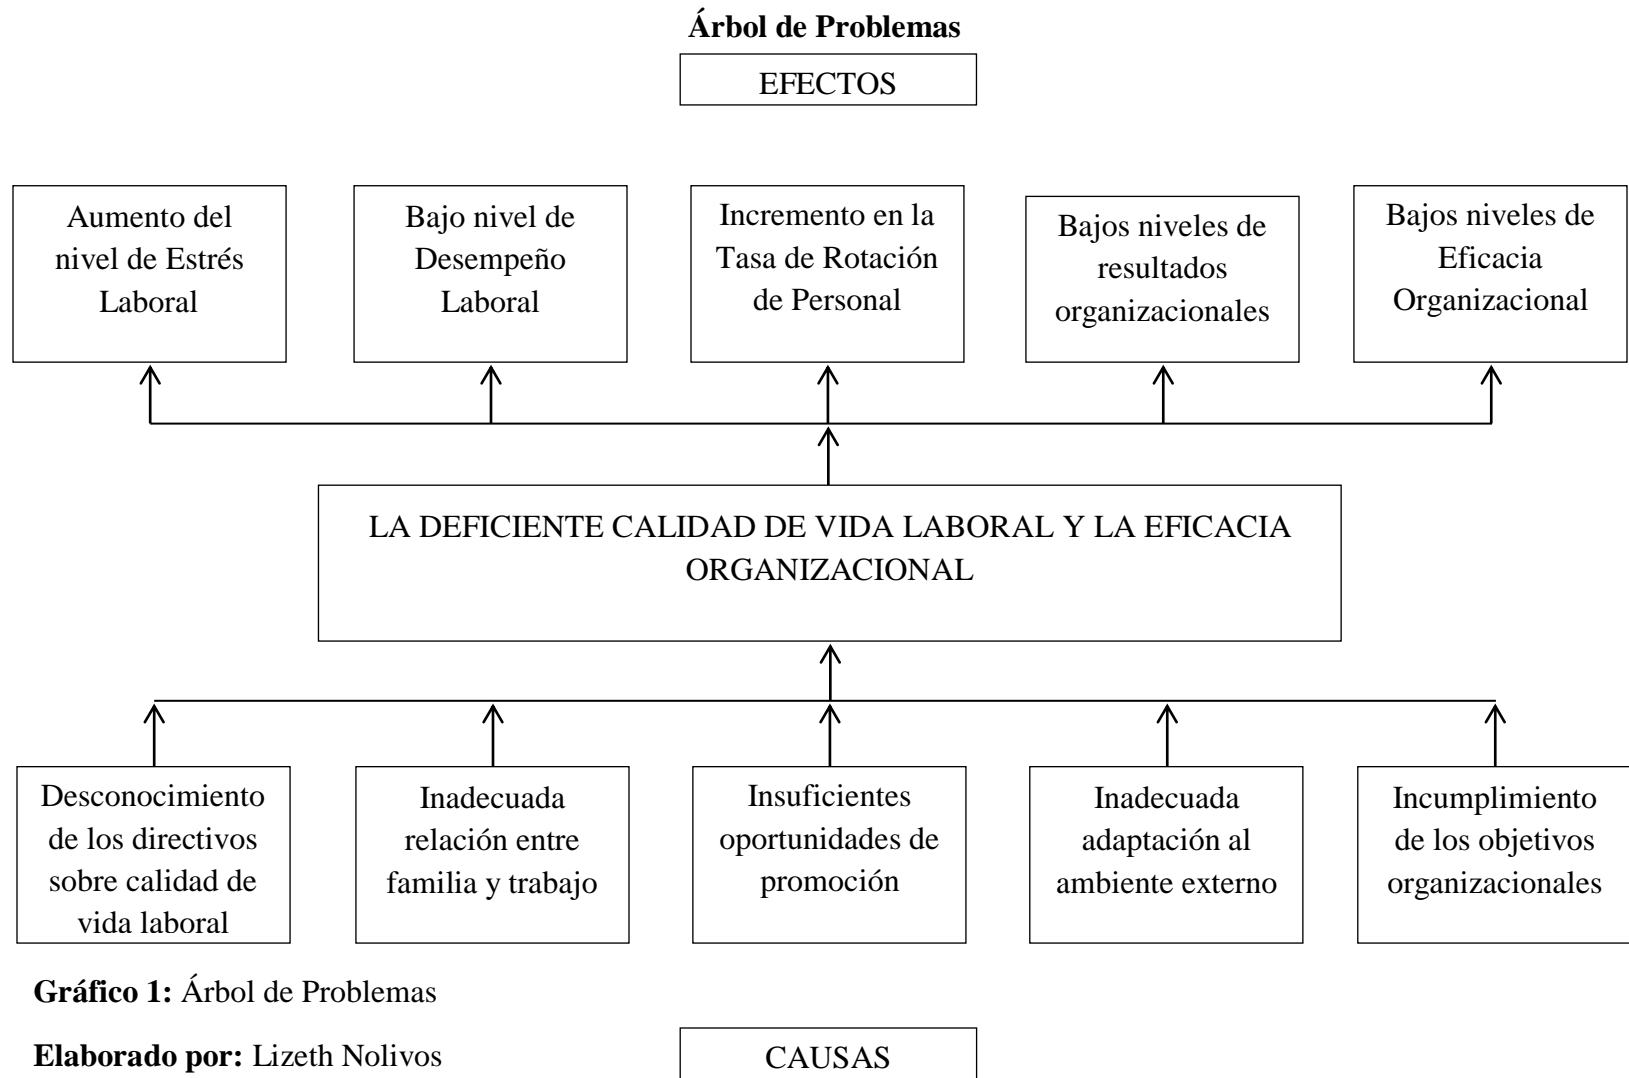 Árbol de Problemas
EFECTOS
Aumento del
nivel de Estrés
Laboral
Bajo nivel de
Desempeño
Laboral
Incremento en la
Tasa de Rotación
de Personal
Bajos niveles de
resultados
organizacionales
Bajos niveles de
Eficacia
Organizacional
LA DEFICIENTE CALIDAD DE VIDA LABORAL Y LA EFICACIA
ORGANIZACIONAL
Desconocimiento
de los directivos
sobre calidad de
vida laboral
Inadecuada
relación entre
familia y trabajo
Insuficientes
oportunidades de
promoción
Inadecuada
adaptación al
ambiente externo
Incumplimiento
de los objetivos
organizacionales
Gráfico 1: Árbol de Problemas
Elaborado por: Lizeth Nolivos
CAUSAS